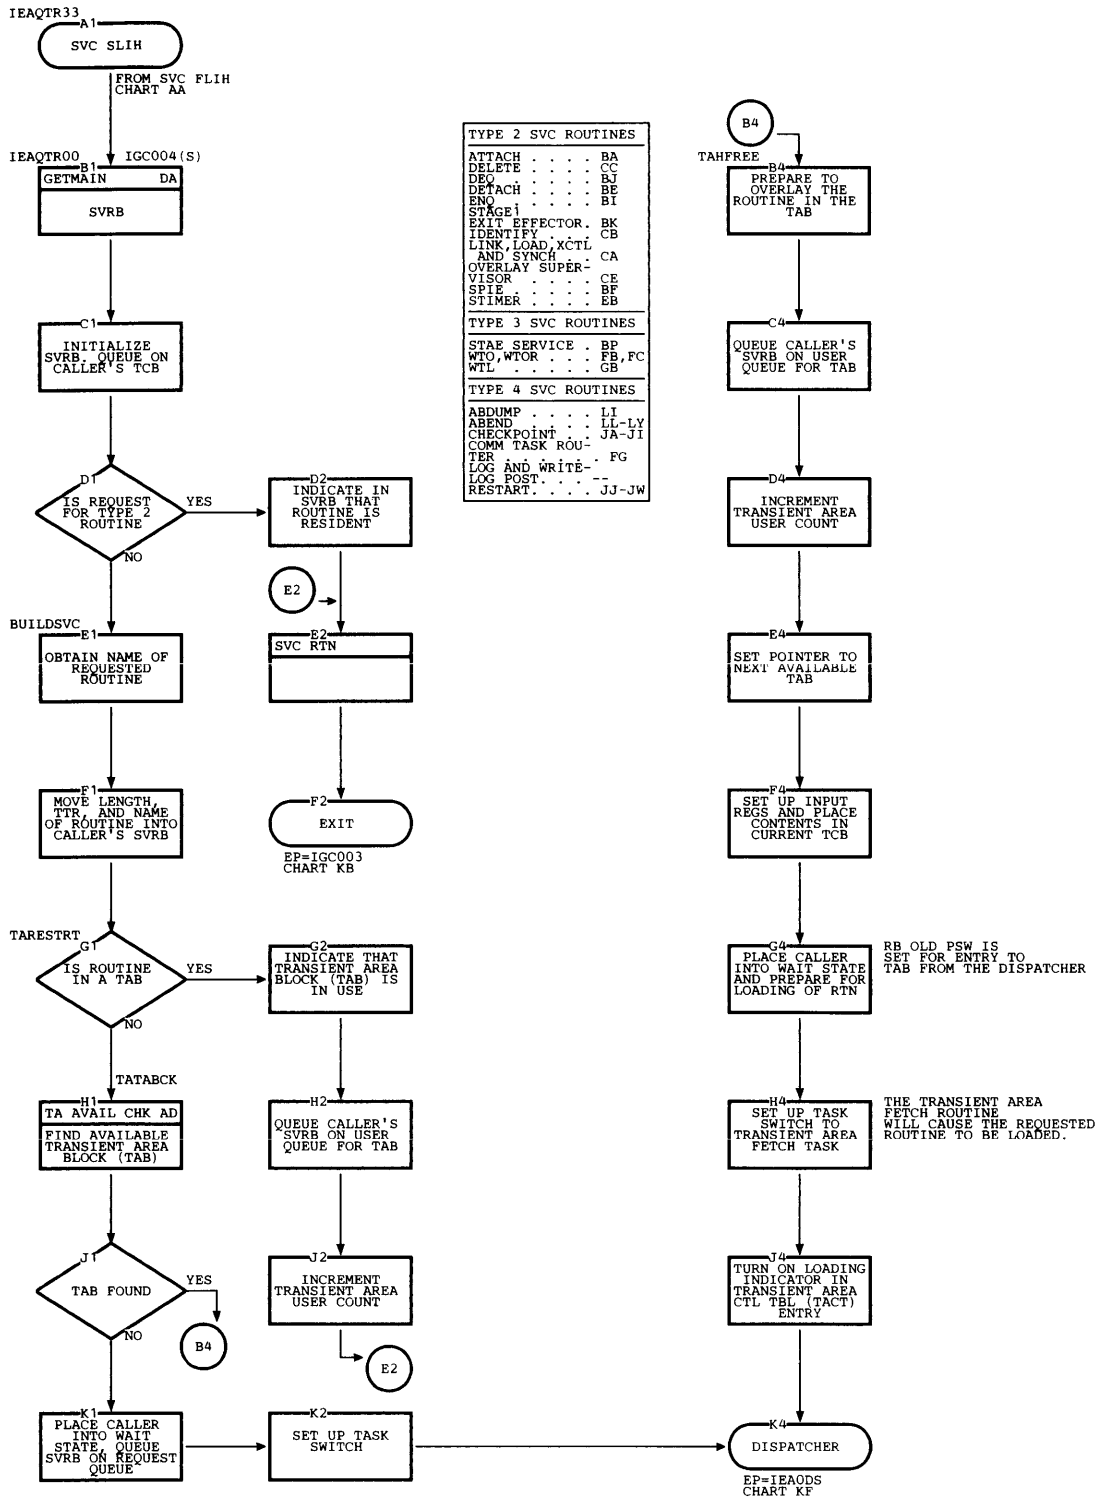 IEAQTR33
A1
SVC SLIH
FROM SVC FLIH
CHART AA
IEAQTR00 IGC004(S)
B1
GETMAIN DA
SVRB
C1
INITIALIZE
SVRB. QUEUE ON
CALLER'S TCB
D1
IS REQUEST
FOR TYPE 2
ROUTINE
YES
NO
D2
INDICATE IN
SVRB THAT
ROUTINE IS
RESIDENT
E2
BUILDSVC
E1
OBTAIN NAME OF
REQUESTED
ROUTINE
E2
SVC RTN
F1
MOVE LENGTH,
TTR, AND NAME
OF ROUTINE INTO
CALLER'S SVRB
F2
EXIT
EP=IGC003
CHART KB
TARESTRT
G1
IS ROUTINE
IN A TAB
YES
NO
G2
INDICATE THAT
TRANSIENT AREA
BLOCK (TAB) IS
IN USE
TATABCK
H1
TA AVAIL CHK AD
FIND AVAILABLE
TRANSIENT AREA
BLOCK (TAB)
H2
QUEUE CALLER'S
SVRB ON USER
QUEUE FOR TAB
J1
TAB FOUND
YES
NO
B4
J2
INCREMENT
TRANSIENT AREA
USER COUNT
E2
K1
PLACE CALLER
INTO WAIT
STATE, QUEUE
SVRB ON REQUEST
QUEUE
K2
SET UP TASK
SWITCH
TYPE 2 SVC ROUTINES
ATTACH . . . . BA
DELETE . . . . CC
DEQ . . . . . BJ
DETACH . . . . BE
ENQ . . . . . BI
STAGE1
EXIT EFFECTOR. BK
IDENTIFY . . . CB
LINK,LOAD,XCTL
AND SYNCH . . CA
OVERLAY SUPER-
VISOR . . . . CE
SPIE . . . . . BF
STIMER . . . . EB
TYPE 3 SVC ROUTINES
STAE SERVICE . BP
WTO,WTOR . . . FB,FC
WTL . . . . . GB
TYPE 4 SVC ROUTINES
ABDUMP . . . . LI
ABEND . . . . LL-LY
CHECKPOINT . . JA-JI
COMM TASK ROU-
TER . . . . . . FG
LOG AND WRITE-
LOG POST. . . --
RESTART. . . . JJ-JW
B4
TAHFREE
B4
PREPARE TO
OVERLAY THE
ROUTINE IN THE
TAB
C4
QUEUE CALLER'S
SVRB ON USER
QUEUE FOR TAB
D4
INCREMENT
TRANSIENT AREA
USER COUNT
E4
SET POINTER TO
NEXT AVAILABLE
TAB
F4
SET UP INPUT
REGS AND PLACE
CONTENTS IN
CURRENT TCB
G4
PLACE CALLER
INTO WAIT STATE
AND PREPARE FOR
LOADING OF RTN
RB OLD PSW IS
SET FOR ENTRY TO
TAB FROM THE DISPATCHER
H4
SET UP TASK
SWITCH TO
TRANSIENT AREA
FETCH TASK
THE TRANSIENT AREA
FETCH ROUTINE
WILL CAUSE THE REQUESTED
ROUTINE TO BE LOADED.
J4
TURN ON LOADING
INDICATOR IN
TRANSIENT AREA
CTL TBL (TACT)
ENTRY
K4
DISPATCHER
EP=IEA0DS
CHART KF